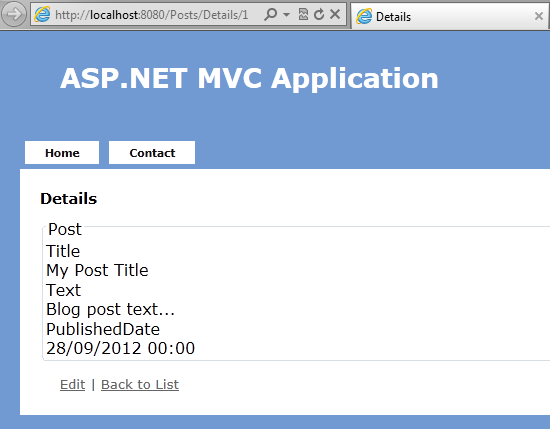 http://localhost:8080/Posts/Details/1
Details
ASP.NET MVC Application
Home Contact
Details
Post
Title
My Post Title
Text
Blog post text...
PublishedDate
28/09/2012 00:00
Edit | Back to List